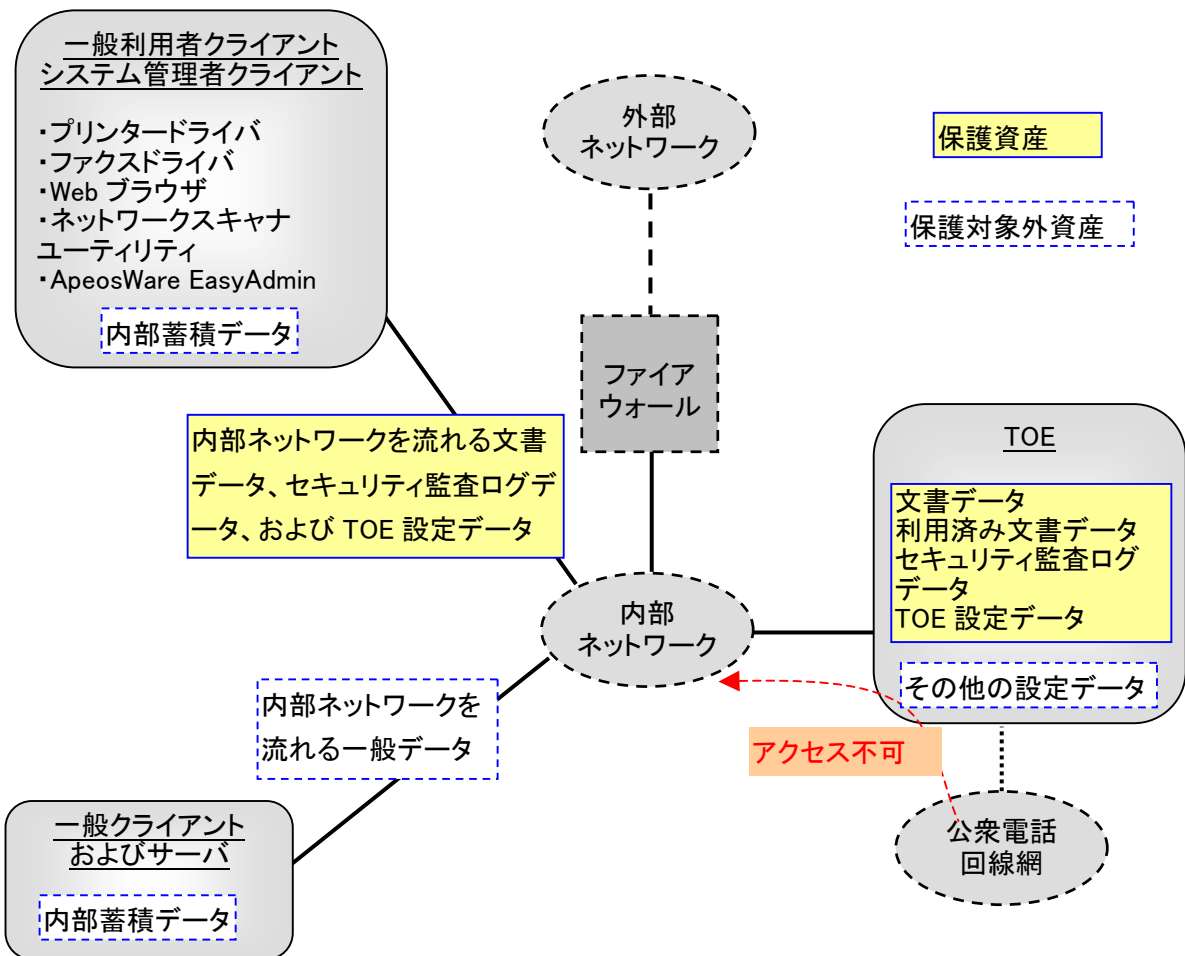 一般利用者クライアント
システム管理者クライアント
・プリンタードライバ
・ファクスドライバ
・Web ブラウザ
・ネットワークスキャナ
ユーティリティ
・ApeosWare EasyAdmin
内部蓄積データ
外部
ネットワーク
保護資産
保護対象外資産
ファイア
ウォール
内部ネットワークを流れる文書
データ、セキュリティ監査ログデ
ータ、および TOE 設定データ
TOE
文書データ
利用済み文書データ
セキュリティ監査ログ
データ
TOE 設定データ
その他の設定データ
内部
ネットワーク
内部ネットワークを
流れる一般データ
アクセス不可
公衆電話
回線網
一般クライアント
およびサーバ
内部蓄積データ